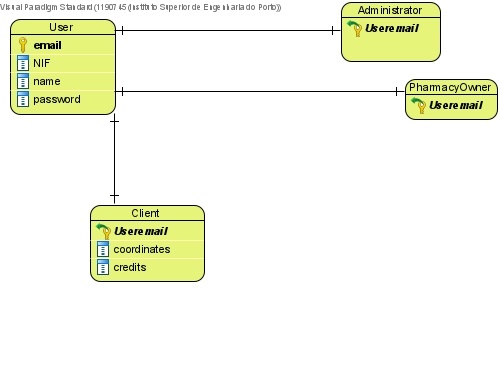 Visual Paradigm Standard (1190745 (Instituto Superior de Engenharia do Porto))
User
email
NIF
name
password
Administrator
Useremail
PharmacyOwner
Useremail
Client
Useremail
coordinates
credits